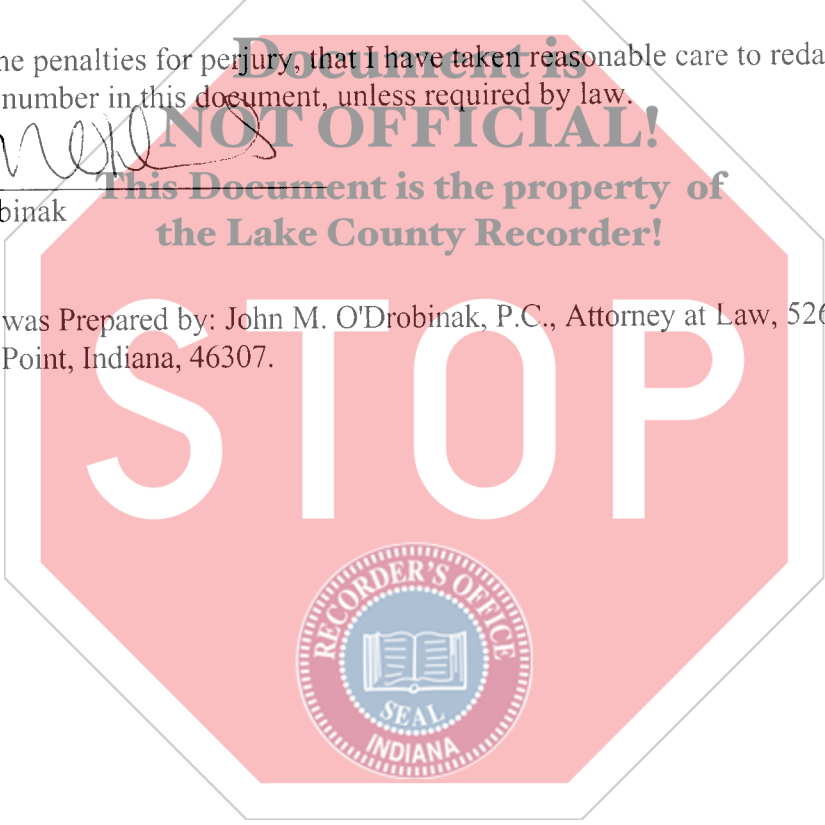 he penalties for perjury, that I have taken reasonable care to reda
number in this document, unless required by law.
Document is
NOT OFFICIAL!
This Document is the property of
the Lake County Recorder!
binak
was Prepared by: John M. O'Drobinak, P.C., Attorney at Law, 526
Point, Indiana, 46307.
STOP
RECORDER'S OFFICE
SEAL
INDIANA